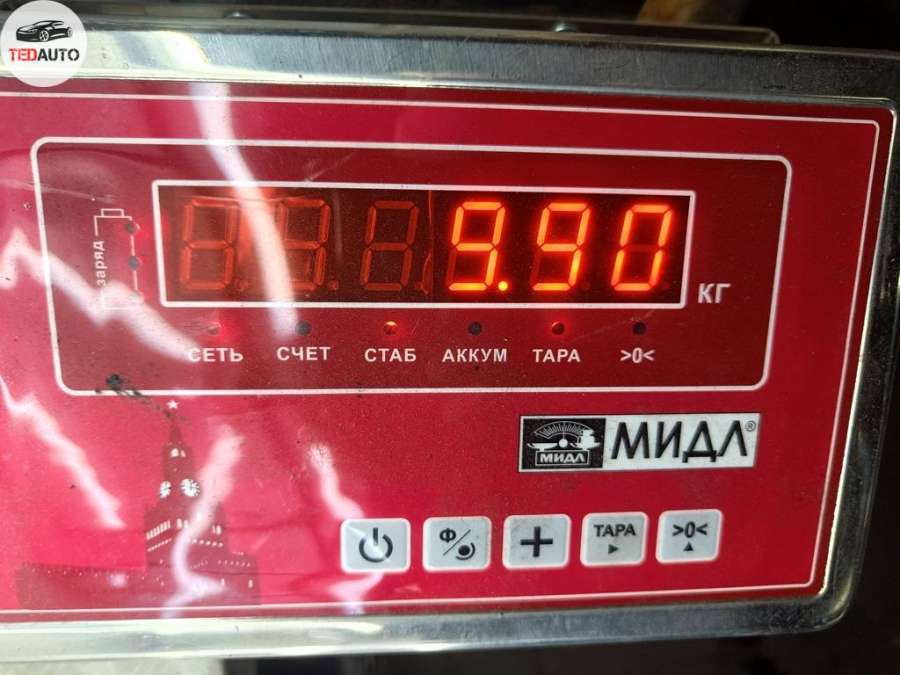 TEDAUTO
заряд
9.90
КГ
СЕТЬ СЧЕТ СТАБ АККУМ ТАРА >0<
МИДЛ МИДЛ®
Ф ТАРА >0<